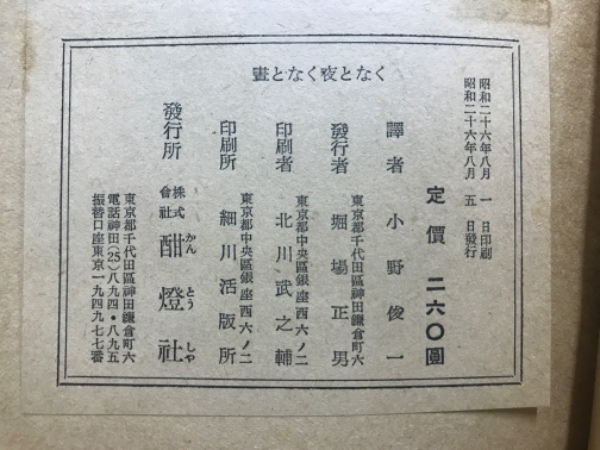 くなと夜くなと晝
昭和二十六年八月　一　日印刷
昭和二十六年八月　五　日發行
定價　二六〇圓
譯者　小野俊一
東京都千代田區神田鎌倉町六
發行者　堀場正男
東京都中央區銀座西六ノ二
印刷者　北川武之輔
東京都中央區銀座西六ノ二
印刷所　細川活版所
發行所　株式會社　酣燈社
かんとうしや
東京都千代田區神田鎌倉町六
電話神田(25)八九四・八九五
振替口座東京一九四九七七番